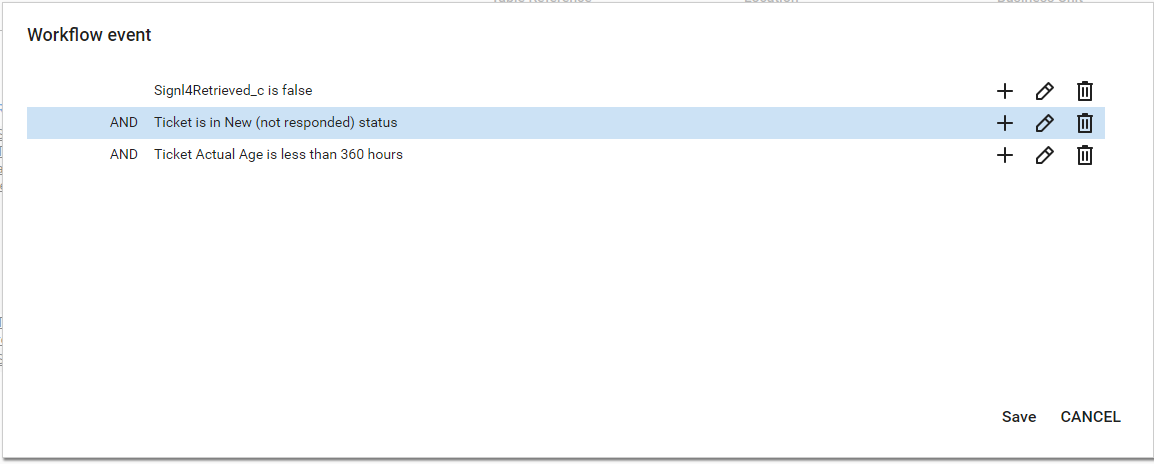 Workflow event
Signl4Retrieved_c is false
AND Ticket is in New (not responded) status
AND Ticket Actual Age is less than 360 hours
Save CANCEL